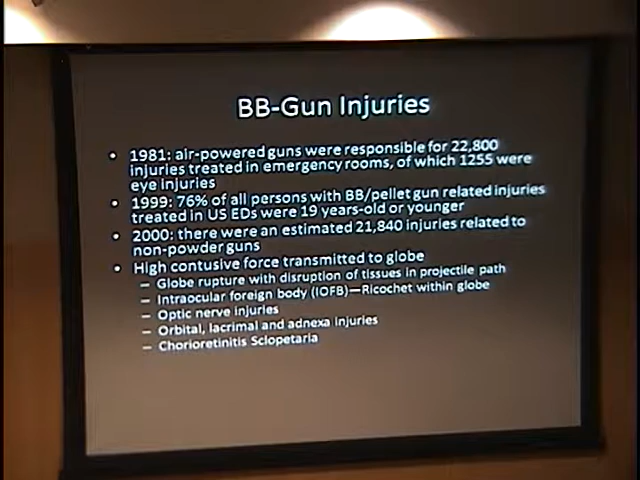 BB-Gun Injuries
• 1981: air-powered guns were responsible for 22,800
injuries treated in emergency rooms, of which 1255 were
eye injuries
• 1999: 76% of all persons with BB/pellet gun related injuries
treated in US EDs were 19 years-old or younger
• 2000: there were an estimated 21,840 injuries related to
non-powder guns
• High contusive force transmitted to globe
– Globe rupture with disruption of tissues in projectile path
– Intraocular foreign body (IOFB)—Ricochet within globe
– Optic nerve injuries
– Orbital, lacrimal and adnexa injuries
– Chorioretinitis Sclopetaria